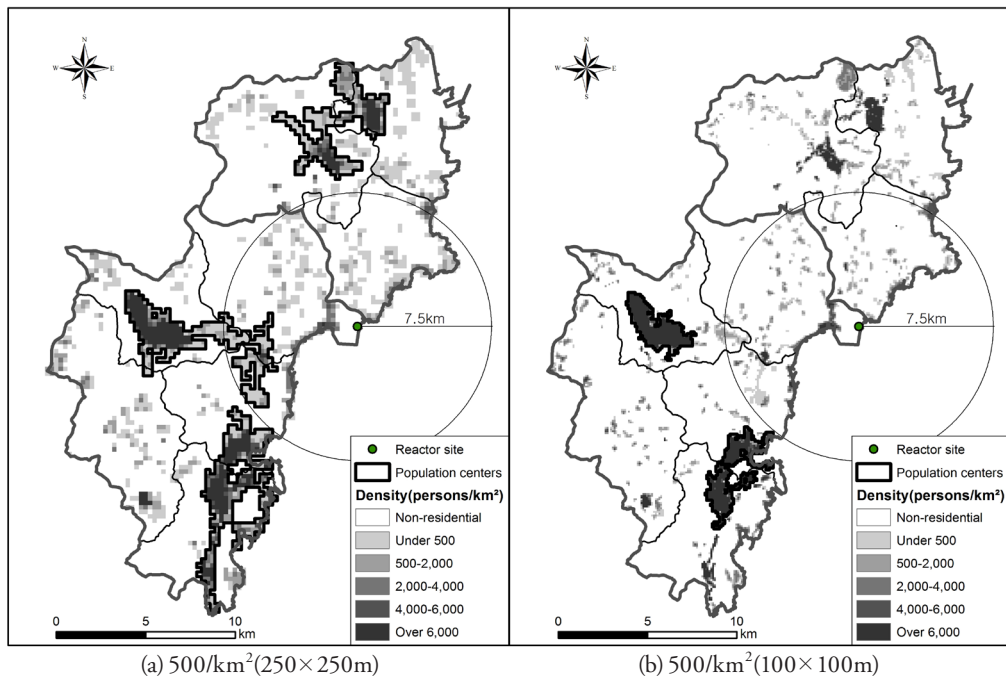 N
W E
S
7.5km
Reactor site
Population centers
Density(persons/km²)
Non-residential
Under 500
500-2,000
2,000-4,000
4,000-6,000
Over 6,000
0 5 10
km
(a) 500/km²(250×250m)
N
W E
S
7.5km
Reactor site
Population centers
Density(persons/km²)
Non-residential
Under 500
500-2,000
2,000-4,000
4,000-6,000
Over 6,000
0 5 10
km
(b) 500/km²(100×100m)